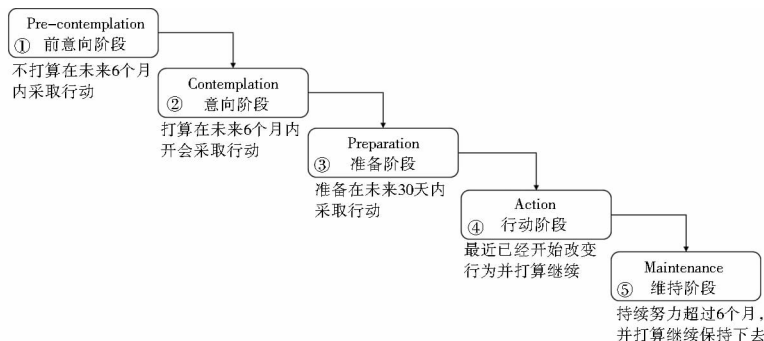 Pre-contemplation
① 前意向阶段
不打算在未来6个月
内采取行动
Contemplation
② 意向阶段
打算在未来6个月内
开会采取行动
Preparation
③ 准备阶段
准备在未来30天内
采取行动
Action
④ 行动阶段
最近已经开始改变
行为并打算继续
Maintenance
⑤ 维持阶段
持续努力超过6个月，
并打算继续保持下去